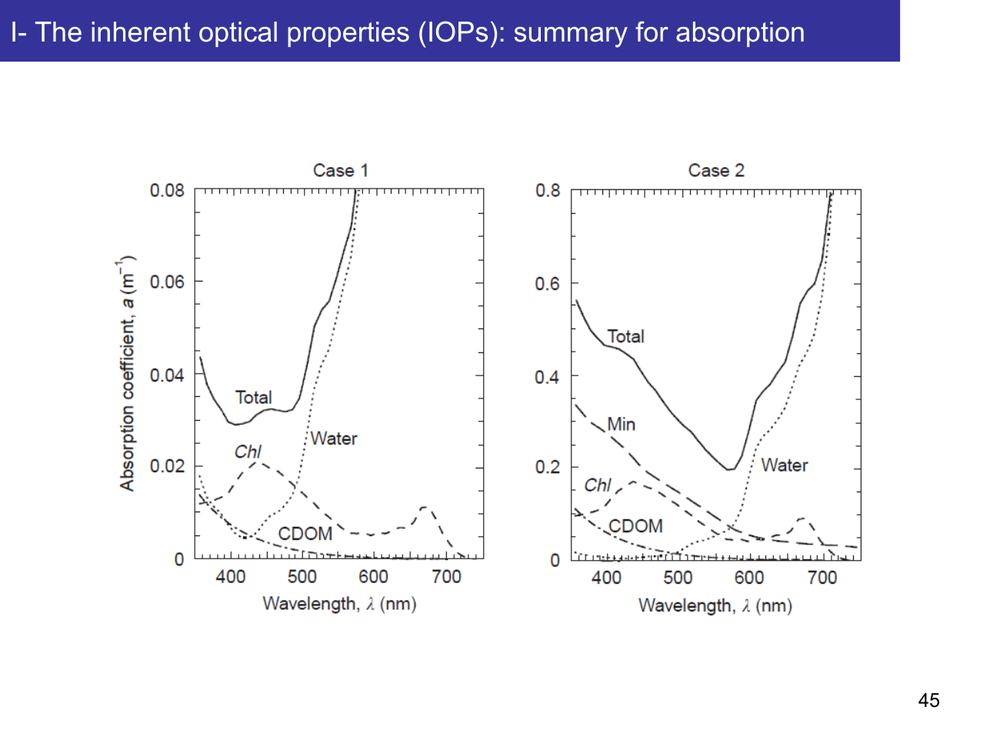 I- The inherent optical properties (IOPs): summary for absorption
Case 1
0.08
0.06
0.04
0.02
0
Absorption coefficient, a (m⁻¹)
Total
Chl
Water
CDOM
400 500 600 700
Wavelength, λ (nm)
Case 2
0.8
0.6
0.4
0.2
0
Total
Min
Chl
Water
CDOM
400 500 600 700
Wavelength, λ (nm)
45